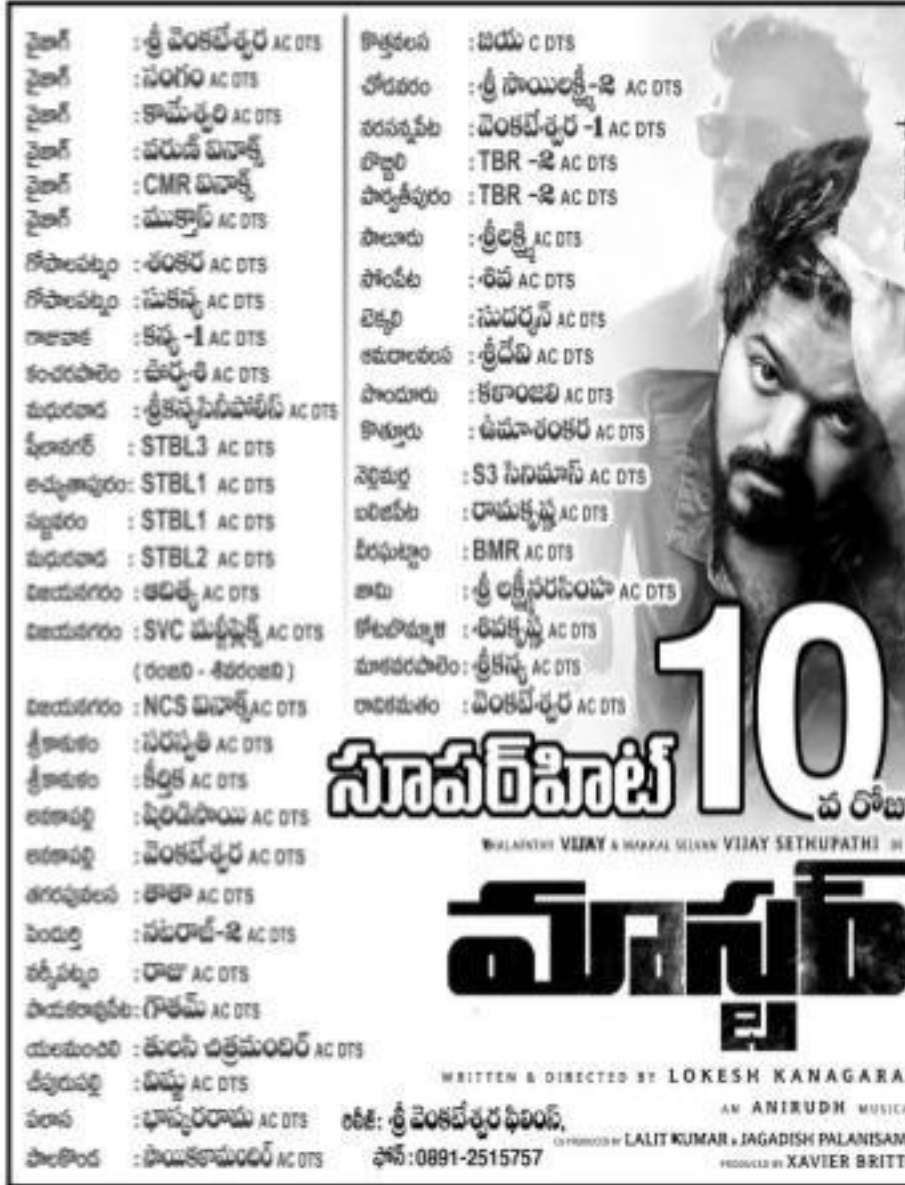 వైజాగ్ : శ్రీ వెంకటేశ్వర AC DTS
వైజాగ్ : సంగం AC DTS
వైజాగ్ : కామేశ్వరి AC DTS
వైజాగ్ : వరుణ్ ఐనాక్స్
వైజాగ్ : CMR ఐనాక్స్
వైజాగ్ : ముక్తాస్ AC DTS
గోపాలపట్నం : శంకర AC DTS
గోపాలపట్నం : సుకన్య AC DTS
గాజువాక : కన్య -1 AC DTS
కంచరపాలెం : ఊర్వశి AC DTS
మధురవాడ : శ్రీకన్యసినీపోలీస్ AC DTS
షీలానగర్ : STBL3 AC DTS
అచ్యుతాపురం: STBL1 AC DTS
సబ్బవరం : STBL1 AC DTS
మధురవాడ : STBL2 AC DTS
విజయనగరం : ఆదిత్య AC DTS
విజయనగరం : SVC మల్టీప్లెక్స్ AC DTS
(రంజని - శివరంజని)
విజయనగరం : NCS ఐనాక్స్ AC DTS
శ్రీకాకుళం : సరస్వతి AC DTS
శ్రీకాకుళం : కీర్తిక AC DTS
అనకాపల్లి : షిరిడిసాయి AC DTS
అనకాపల్లి : వెంకటేశ్వర AC DTS
తగరపువలస : తాతా AC DTS
పెందుర్తి : నటరాజ్-2 AC DTS
నర్సీపట్నం : రాజు AC DTS
పాయకరావుపేట: గౌతమ్ AC DTS
యలమంచిలి : తులసి చిత్రమందిర్ AC DTS
చీపురుపల్లి : విష్ణు AC DTS
పలాస : భాస్కరరామ AC DTS
పాలకొండ : సాయికళామందిర్ AC DTS
కొత్తవలస : జయ C DTS
చోడవరం : శ్రీ సాయిలక్ష్మీ-2 AC DTS
నరసన్నపేట : వెంకటేశ్వర -1 AC DTS
బొబ్బిలి : TBR -2 AC DTS
పార్వతీపురం : TBR -2 AC DTS
సాలూరు : శ్రీలక్ష్మి AC DTS
సోంపేట : శివ AC DTS
టెక్కలి : సుదర్శన్ AC DTS
ఆమదాలవలస : శ్రీదేవి AC DTS
పొందూరు : కళాంజలి AC DTS
కొత్తూరు : ఉమాశంకర AC DTS
నెల్లిమర్ల : S3 సినిమాస్ AC DTS
బలిజిపేట : రామకృష్ణ AC DTS
వీరఘట్టాం : BMR AC DTS
జామి : శ్రీ లక్ష్మీనరసింహ AC DTS
కోటబొమ్మాళి : శివకృష్ణ AC DTS
మాకవరపాలెం: శ్రీకన్య AC DTS
రావికమతం : వెంకటేశ్వర AC DTS
సూపర్‌హిట్ 10వ రోజు
THALAPATHY VIJAY & MAKKAL SELVAN VIJAY SETHUPATHI IN
మాస్టర్
WRITTEN & DIRECTED BY LOKESH KANAGARA
AN ANIRUDH MUSICA
CO PRODUCED BY LALIT KUMAR & JAGADISH PALANISAM
PRODUCED BY XAVIER BRITT
రిలీజ్: శ్రీ వెంకటేశ్వర ఫిలింస్,
ఫోన్:0891-2515757